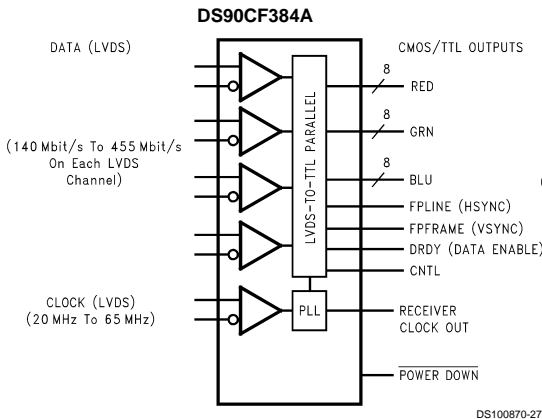 DS90CF384A
DATA (LVDS)
CMOS/TTL OUTPUTS
8
RED
8
GRN
(140 Mbit/s To 455 Mbit/s
On Each LVDS
Channel)
LVDS-TO-TTL PARALLEL
8
BLU
FPLINE (HSYNC)
FPFRAME (VSYNC)
DRDY (DATA ENABLE)
CNTL
CLOCK (LVDS)
(20 MHz To 65 MHz)
PLL
RECEIVER
CLOCK OUT
POWER DOWN
DS100870-27